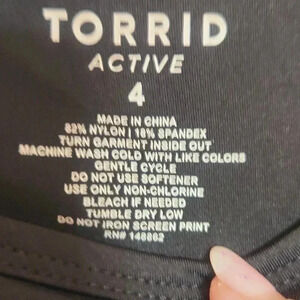 TORRID
ACTIVE
4
MADE IN CHINA
82% NYLON | 18% SPANDEX
TURN GARMENT INSIDE OUT
MACHINE WASH COLD WITH LIKE COLORS
GENTLE CYCLE
DO NOT USE SOFTENER
USE ONLY NON-CHLORINE
BLEACH IF NEEDED
TUMBLE DRY LOW
DO NOT IRON SCREEN PRINT
RN# 148862